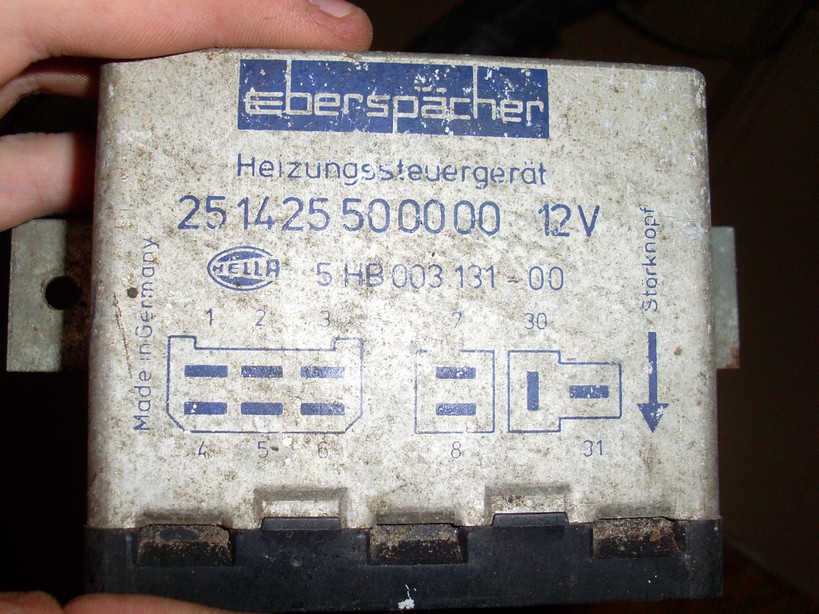 Eberspächer
Heizungssteuergerät
25 1425 50 00 00 12V
HELLA 5 HB 003 131-00
Made in Germany
Störknopf
1 2 3 7 30
4 5 6 8 31